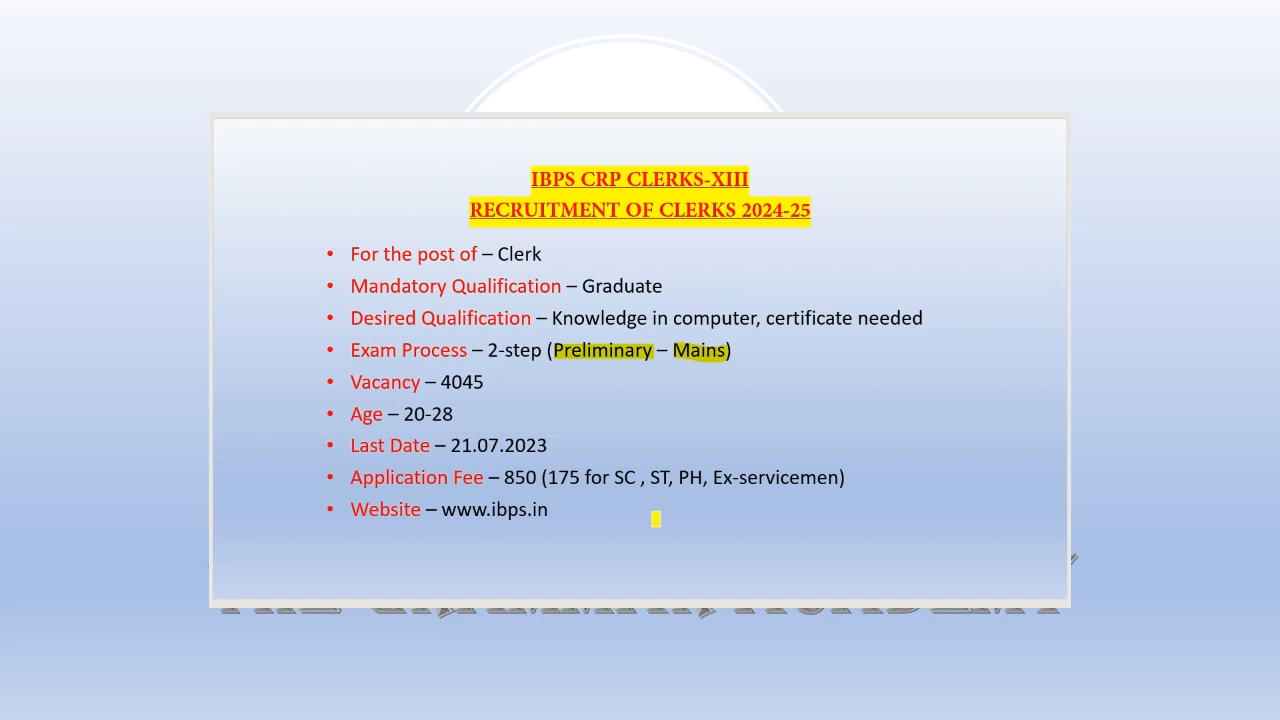 IBPS CRP CLERKS-XIII
RECRUITMENT OF CLERKS 2024-25
• For the post of – Clerk
• Mandatory Qualification – Graduate
• Desired Qualification – Knowledge in computer, certificate needed
• Exam Process – 2-step (Preliminary – Mains)
• Vacancy – 4045
• Age – 20-28
• Last Date – 21.07.2023
• Application Fee – 850 (175 for SC , ST, PH, Ex-servicemen)
• Website – www.ibps.in